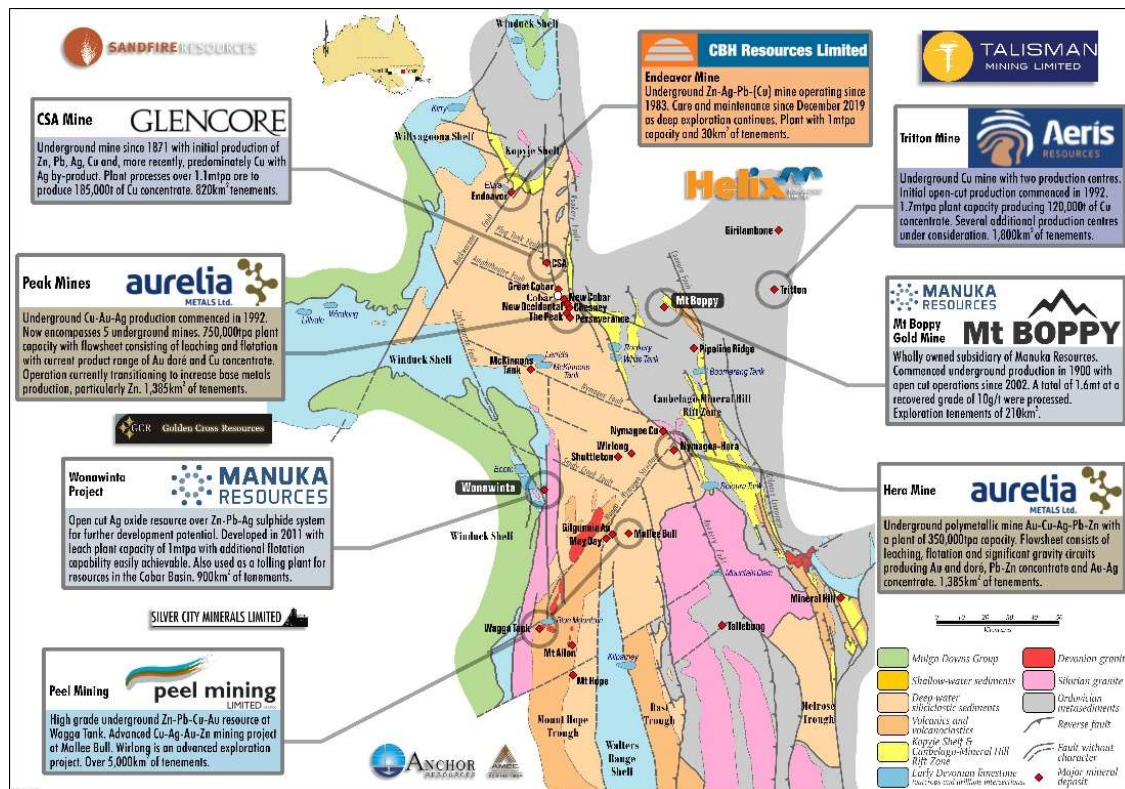 SANDFIRE RESOURCES
Winduck Shelf
CBH Resources Limited
Endeavor Mine
Underground Zn-Ag-Pb-(Cu) mine operating since
1983. Care and maintenance since December 2019
as deep exploration continues. Plant with 1mtpa
capacity and 30km² of tenements.
TALISMAN
MINING LIMITED
CSA Mine GLENCORE
Underground mine since 1871 with initial production of
Zn, Pb, Ag, Cu and, more recently, predominately Cu with
Ag by-product. Plant processes over 1.1mtpa ore to
produce 185,000t of Cu concentrate. 820km² tenements.
Tritton Mine
Aeris
RESOURCES
Underground Cu mine with two production centres.
Initial open-cut production commenced in 1992.
1.7mtpa plant capacity producing 120,000t of Cu
concentrate. Several additional production centres
under consideration. 1,800km² of tenements.
Kopyje Shelf
Elura
Endeavor
Helix
Girilambone
CSA
Great Cobar
Cobar
New Cobar
Chesney
New Occidental
The Peak
Perseverance
Mt Boppy
Tritton
Peak Mines
aurelia
METALS Ltd.
Underground Cu-Au-Ag production commenced in 1992.
Now encompasses 5 underground mines. 750,000tpa plant
capacity with flowsheet consisting of leaching and flotation
with current product range of Au doré and Cu concentrate.
Operation currently transitioning to increase base metals
production, particularly Zn. 1,385km² of tenements.
MANUKA
RESOURCES
Mt Boppy
Gold Mine
Mt BOPPY
Wholly owned subsidiary of Manuka Resources.
Commenced underground production in 1900 with
open cut operations since 2002. A total of 1.6mt at a
recovered grade of 10g/t were processed.
Exploration tenements of 210km².
Winduck Shelf
McKinnons
Tank
McKinnons
Tank
Pipeline Ridge
Boomerang Tank
Canbelego-Mineral Hill
Rift Zone
GCR Golden Cross Resources
Nymagee Cu
Nymagee-Hera
Wirlong
Shuttleton
Wonawinta
Wonawinta
Project
MANUKA
RESOURCES
Open cut Ag oxide resource over Zn-Pb-Ag sulphide system
for further development potential. Developed in 2011 with
leach plant capacity of 1mtpa with additional flotation
capability easily achievable. Also used as a tolling plant for
resources in the Cobar Basin. 900km² of tenements.
Hera Mine
aurelia
METALS Ltd.
Underground polymetallic mine Au-Cu-Ag-Pb-Zn with
a plant of 350,000tpa capacity. Flowsheet consists of
leaching, flotation and significant gravity circuits
producing Au and doré, Pb-Zn concentrate and Au-Ag
concentrate. 1,385km² of tenements.
Winduck Shelf
Gilgunnia Au
May Day
Mallee Bull
Mountain Dam
Mineral Hill
SILVER CITY MINERALS LIMITED
Wagga Tank
Blue Mountain
Tallebung
Mt Allen
Mt Hope
Peel Mining
peel mining
LIMITED
High grade underground Zn-Pb-Cu-Au resource at
Wagga Tank. Advanced Cu-Ag-Au-Zn mining project
at Mallee Bull. Wirlong is an advanced exploration
project. Over 5,000km² of tenements.
Mount Hope
Trough
Walters
Range
Shelf
Rast
Trough
Melrose
Trough
ANCHOR
RESOURCES
Kilometres
Mulga Downs Group
Shallow-water sediments
Deep-water
siliciclastic sediments
Volcanics and
volcaniclastics
Kopyje Shelf &
Canbelego-Mineral Hill
Rift Zone
Early Devonian limestone
Devonian granite
Silurian granite
Ordovician
metasediments
Reverse fault
Fault without
character
Major mineral
deposit